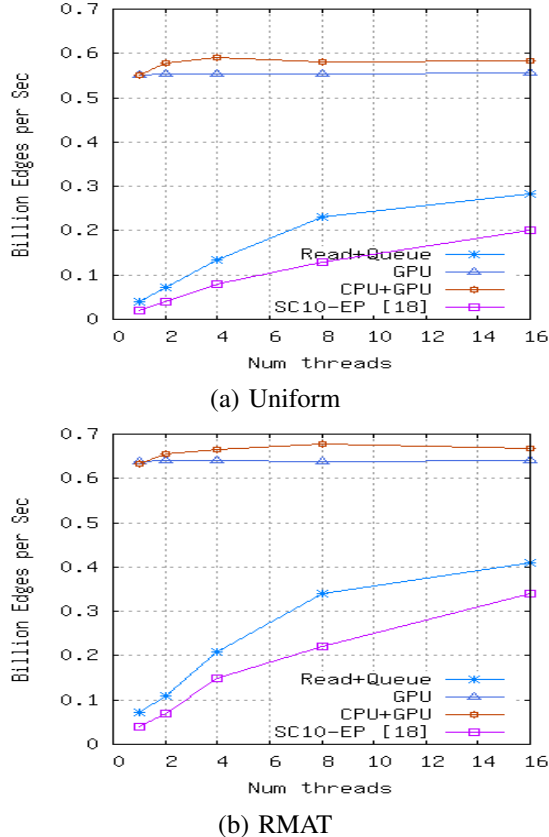 0.7
0.6
0.5
0.4
0.3
0.2
0.1
0
Billion Edges per Sec
Read+Queue
GPU
CPU+GPU
SC10-EP [18]
0 2 4 6 8 10 12 14 16
Num threads
(a) Uniform
0.7
0.6
0.5
0.4
0.3
0.2
0.1
0
Billion Edges per Sec
Read+Queue
GPU
CPU+GPU
SC10-EP [18]
0 2 4 6 8 10 12 14 16
Num threads
(b) RMAT